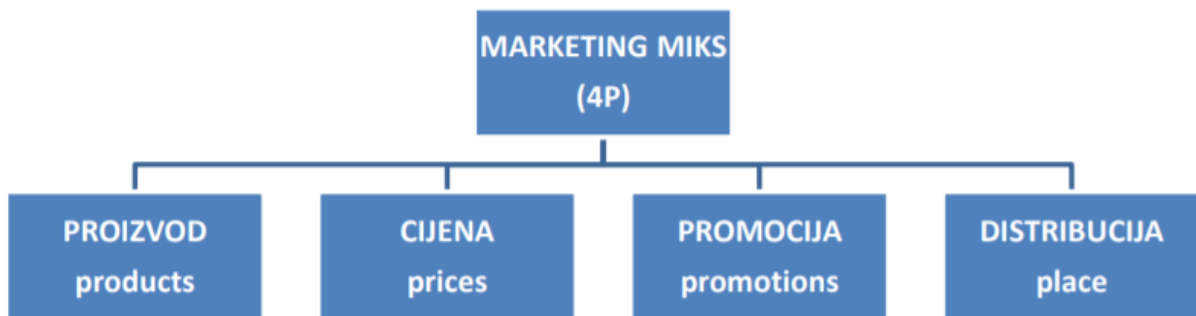 MARKETING MIKS
(4P)
PROIZVOD
products
CIJENA
prices
PROMOCIJA
promotions
DISTRIBUCIJA
place